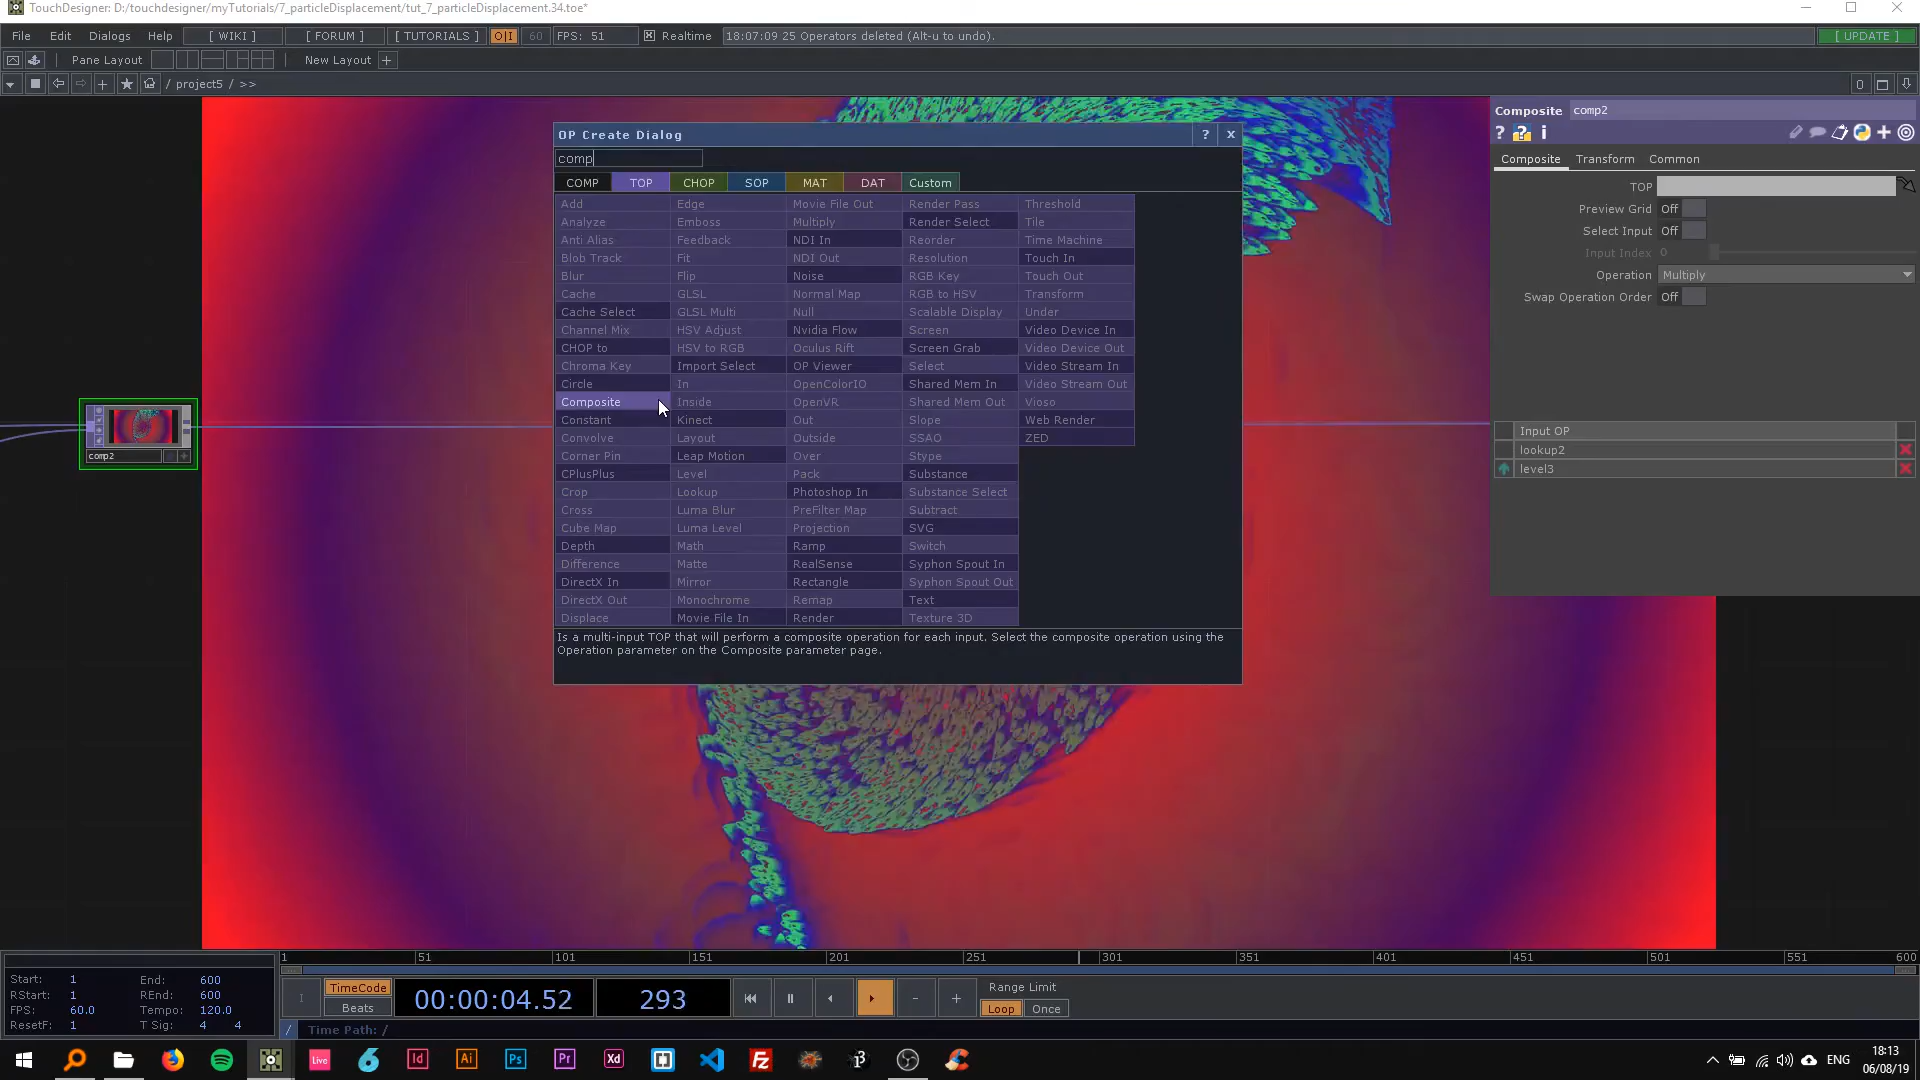 TouchDesigner: D:/touchdesigner/myTutorials/7_particleDisplacement/tut_7_particleDisplacement.34.toe*
File Edit Dialogs Help [ WIKI ] [ FORUM ] [ TUTORIALS ] O|I 60 FPS: 51 Realtime 18:07:09 25 Operators deleted (Alt-u to undo). [ UPDATE ]
Pane Layout New Layout +
/ project5 / >> 0
Composite comp2
? ? i
Composite Transform Common
TOP
Preview Grid Off
Select Input Off
Input Index 0
Operation Multiply
Swap Operation Order Off
Input OP
lookup2
level3
OP Create Dialog ? x
comp
COMP TOP CHOP SOP MAT DAT Custom
Add Edge Movie File Out Render Pass Threshold
Analyze Emboss Multiply Render Select Tile
Anti Alias Feedback NDI In Reorder Time Machine
Blob Track Fit NDI Out Resolution Touch In
Blur Flip Noise RGB Key Touch Out
Cache GLSL Normal Map RGB to HSV Transform
Cache Select GLSL Multi Null Scalable Display Under
Channel Mix HSV Adjust Nvidia Flow Screen Video Device In
CHOP to HSV to RGB Oculus Rift Screen Grab Video Device Out
Chroma Key Import Select OP Viewer Select Video Stream In
Circle In OpenColorIO Shared Mem In Video Stream Out
Composite Inside OpenVR Shared Mem Out Vioso
Constant Kinect Out Slope Web Render
Convolve Layout Outside SSAO ZED
Corner Pin Leap Motion Over Stype
CPlusPlus Level Pack Substance
Crop Lookup Photoshop In Substance Select
Cross Luma Blur PreFilter Map Subtract
Cube Map Luma Level Projection SVG
Depth Math Ramp Switch
Difference Matte RealSense Syphon Spout In
DirectX In Mirror Rectangle Syphon Spout Out
DirectX Out Monochrome Remap Text
Displace Movie File In Render Texture 3D
Is a multi-input TOP that will perform a composite operation for each input. Select the composite operation using the
Operation parameter on the Composite parameter page.
comp2
1 51 101 151 201 251 301 351 401 451 501 551 600
Start: 1 End: 600
RStart: 1 REnd: 600
FPS: 60.0 Tempo: 120.0
ResetF: 1 T Sig: 4 4
TimeCode
Beats
00:00:04.52 293
Range Limit
Loop Once
/ Time Path: /
Live 6 Id Ai Ps Pr Xd Fz
ENG
18:13
06/08/19